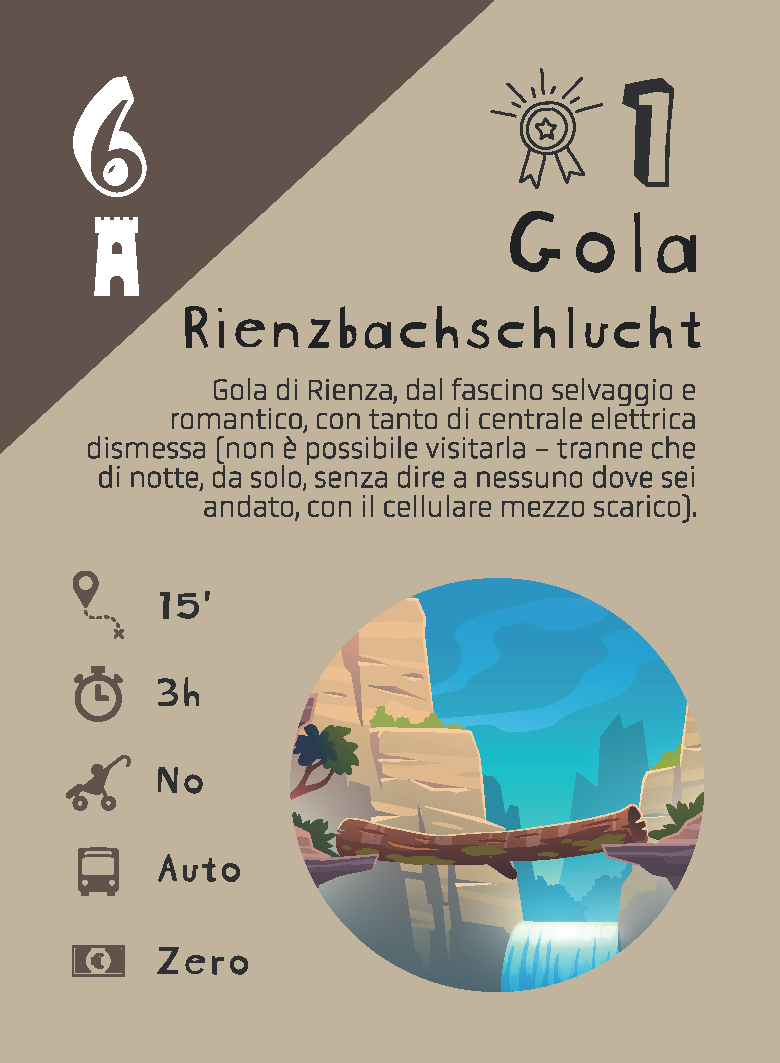 6
1
Gola
Rienzbachschlucht
Gola di Rienza, dal fascino selvaggio e
romantico, con tanto di centrale elettrica
dismessa (non è possibile visitarla – tranne che
di notte, da solo, senza dire a nessuno dove sei
andato, con il cellulare mezzo scarico).
15'
3h
No
Auto
Zero